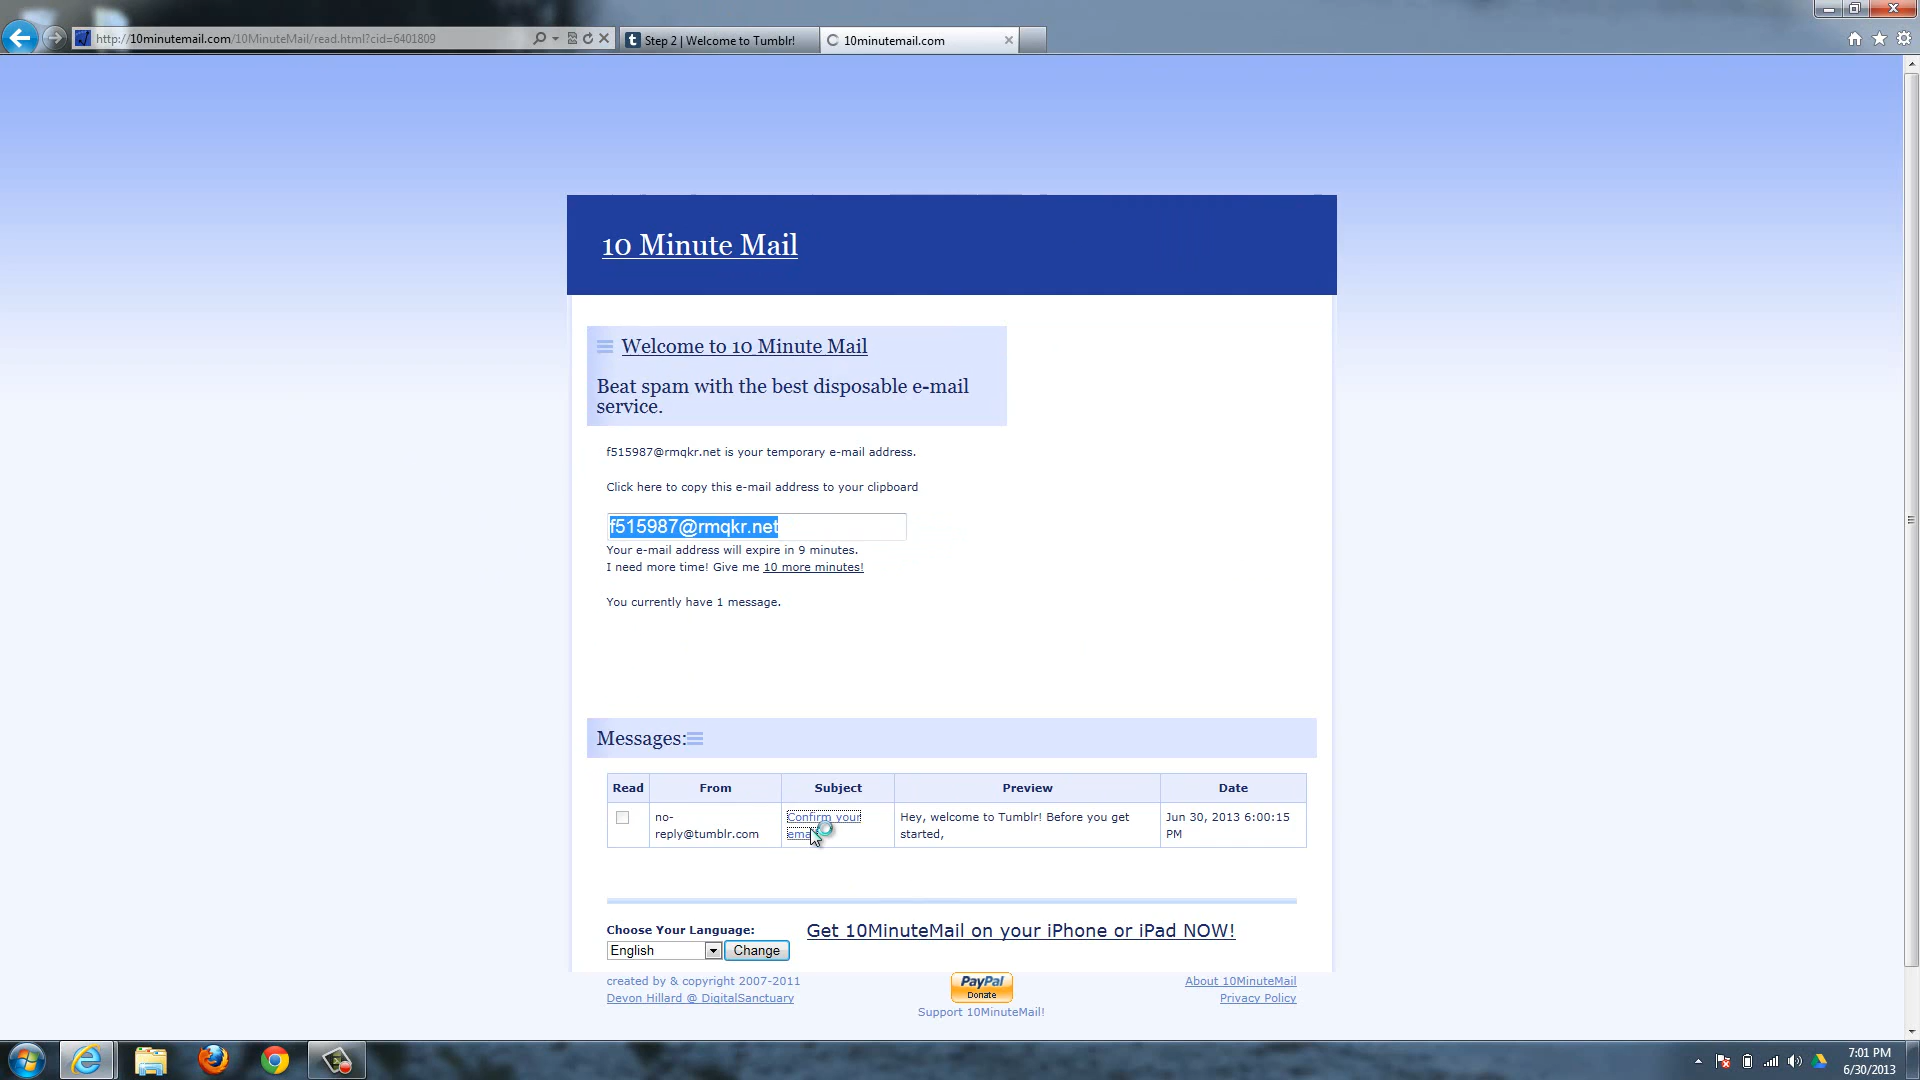 http://10minutemail.com/10MinuteMail/read.html?cid=6401809
Step 2 | Welcome to Tumblr!
10minutemail.com
10 Minute Mail
Welcome to 10 Minute Mail
Beat spam with the best disposable e-mail
service.
f515987@rmqkr.net is your temporary e-mail address.
Click here to copy this e-mail address to your clipboard
f515987@rmqkr.net
Your e-mail address will expire in 9 minutes.
I need more time! Give me 10 more minutes!
You currently have 1 message.
Messages:
Read From Subject Preview Date
no- Confirm your Hey, welcome to Tumblr! Before you get Jun 30, 2013 6:00:15
reply@tumblr.com started, PM
Choose Your Language:
Get 10MinuteMail on your iPhone or iPad NOW!
English Change
created by & copyright 2007-2011
Devon Hillard @ DigitalSanctuary
PayPal
Donate
Support 10MinuteMail!
About 10MinuteMail
Privacy Policy
7:01 PM
6/30/2013